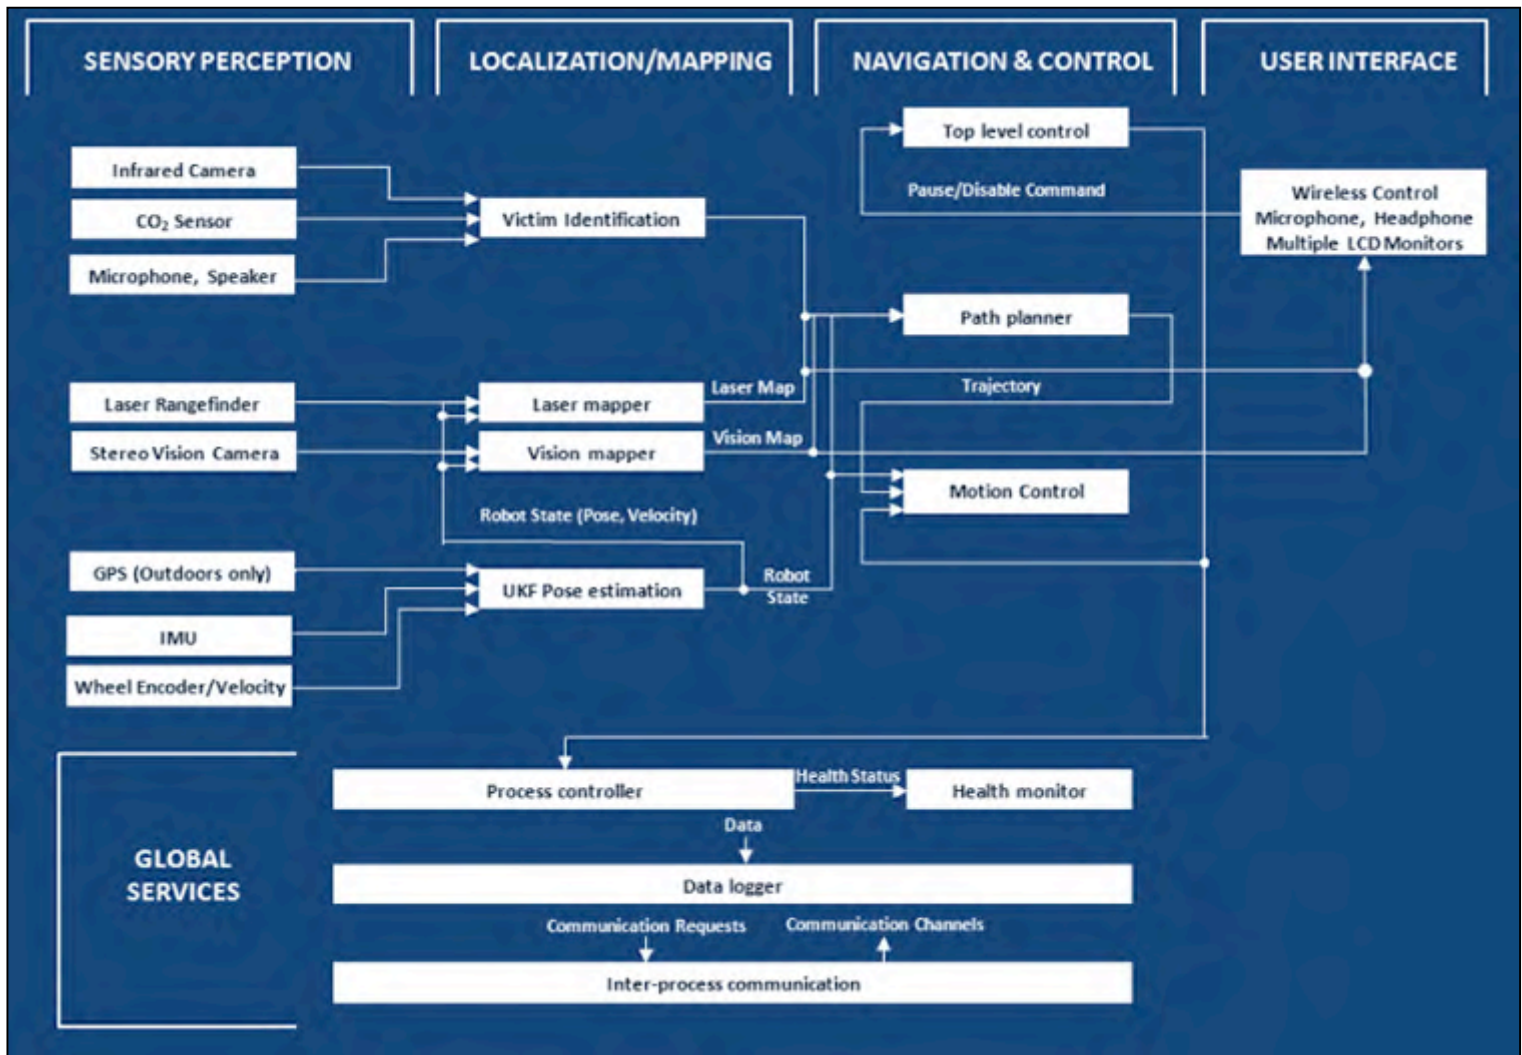 SENSORY PERCEPTION
LOCALIZATION/MAPPING
NAVIGATION & CONTROL
USER INTERFACE
Infrared Camera
CO₂ Sensor
Microphone, Speaker
Laser Rangefinder
Stereo Vision Camera
GPS (Outdoors only)
IMU
Wheel Encoder/Velocity
Victim Identification
Laser mapper
Laser Map
Vision mapper
Vision Map
Robot State (Pose, Velocity)
UKF Pose estimation
Robot
State
Top level control
Pause/Disable Command
Path planner
Trajectory
Motion Control
Wireless Control
Microphone, Headphone
Multiple LCD Monitors
GLOBAL
SERVICES
Process controller
Health Status
Health monitor
Data
Data logger
Communication Requests
Communication Channels
Inter-process communication